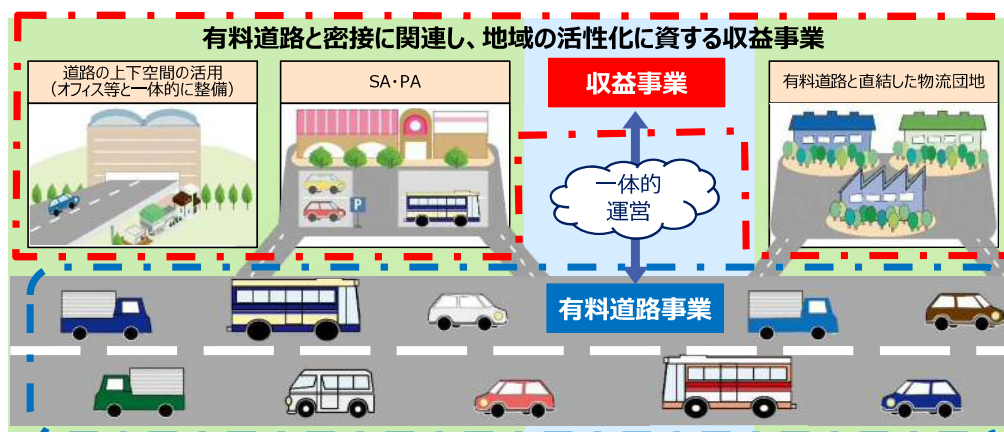 有料道路と密接に関連し、地域の活性化に資する収益事業
道路の上下空間の活用
(オフィス等と一体的に整備)
SA・PA
収益事業
有料道路と直結した物流団地
P
一体的
運営
有料道路事業